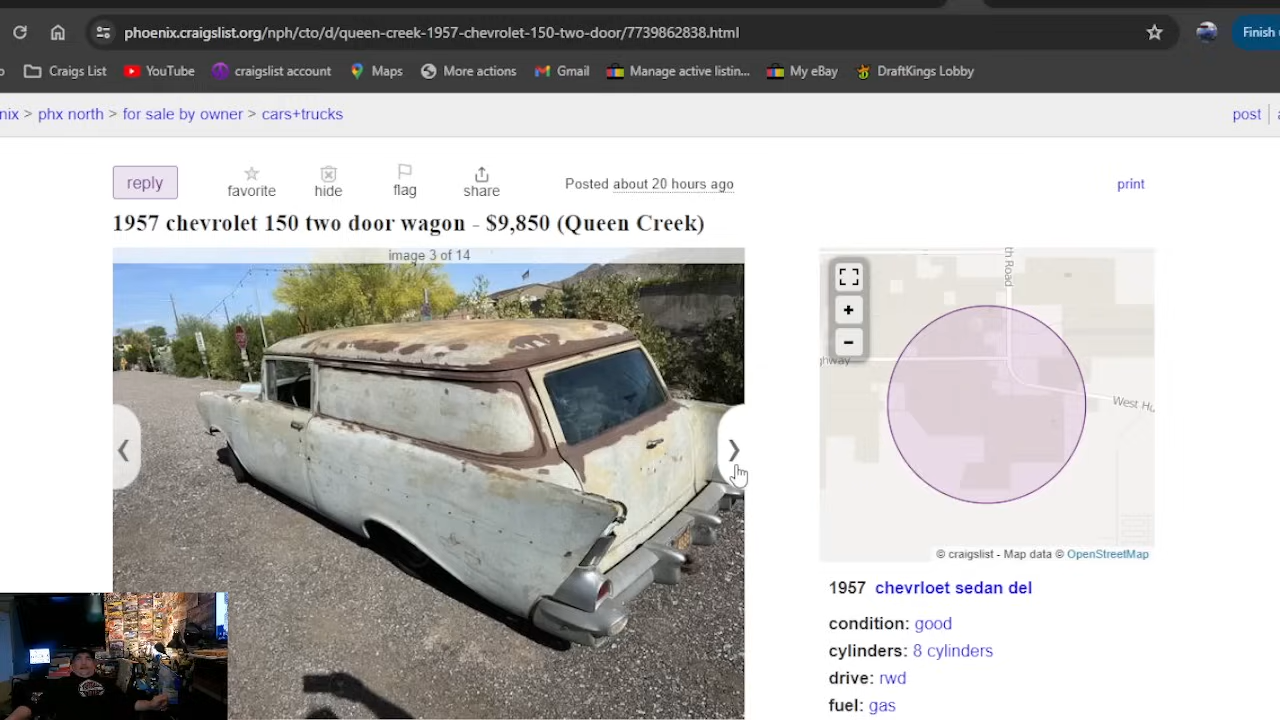 phoenix.craigslist.org/nph/cto/d/queen-creek-1957-chevrolet-150-two-door/7739862838.html
Finish
Craigs List YouTube craigslist account Maps More actions Gmail Manage active listin... My eBay DraftKings Lobby
nix > phx north > for sale by owner > cars+trucks
post
reply favorite hide flag share Posted about 20 hours ago print
1957 chevrolet 150 two door wagon - $9,850 (Queen Creek)
image 3 of 14
th Road
+
−
ghway
West Hu
© craigslist - Map data © OpenStreetMap
1957 chevrloet sedan del
condition: good
cylinders: 8 cylinders
drive: rwd
fuel: gas